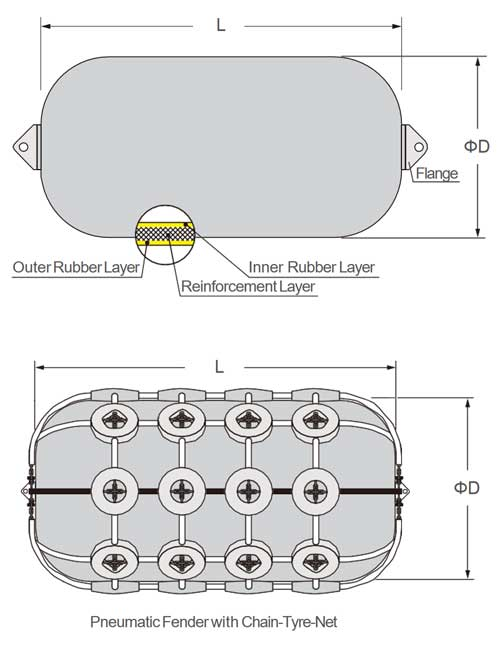 L
ΦD
Flange
Outer Rubber Layer
Inner Rubber Layer
Reinforcement Layer
L
ΦD
Pneumatic Fender with Chain-Tyre-Net